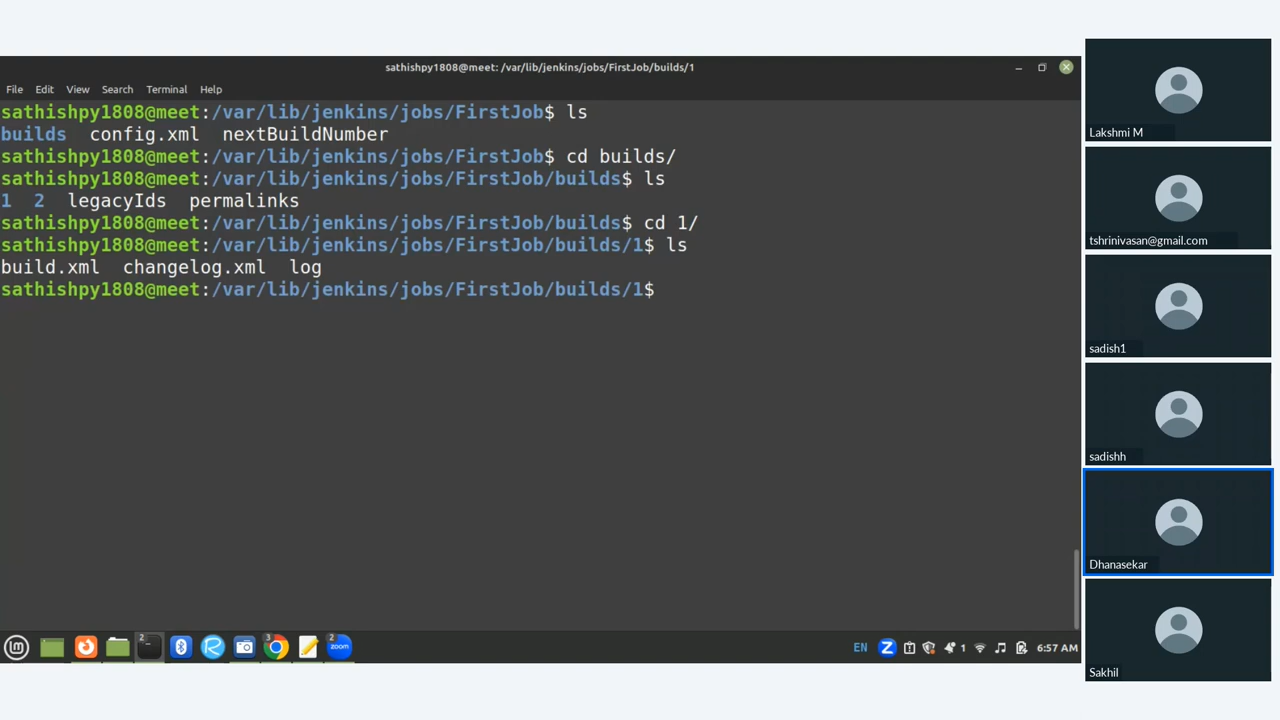 sathishpy1808@meet: /var/lib/jenkins/jobs/FirstJob/builds/1
File Edit View Search Terminal Help
sathishpy1808@meet:/var/lib/jenkins/jobs/FirstJob$ ls
builds config.xml nextBuildNumber
sathishpy1808@meet:/var/lib/jenkins/jobs/FirstJob$ cd builds/
sathishpy1808@meet:/var/lib/jenkins/jobs/FirstJob/builds$ ls
1 2 legacyIds permalinks
sathishpy1808@meet:/var/lib/jenkins/jobs/FirstJob/builds$ cd 1/
sathishpy1808@meet:/var/lib/jenkins/jobs/FirstJob/builds/1$ ls
build.xml changelog.xml log
sathishpy1808@meet:/var/lib/jenkins/jobs/FirstJob/builds/1$
2 3 2
zoom
EN Z 1 6:57 AM
Lakshmi M
tshrinivasan@gmail.com
sadish1
sadishh
Dhanasekar
Sakhil